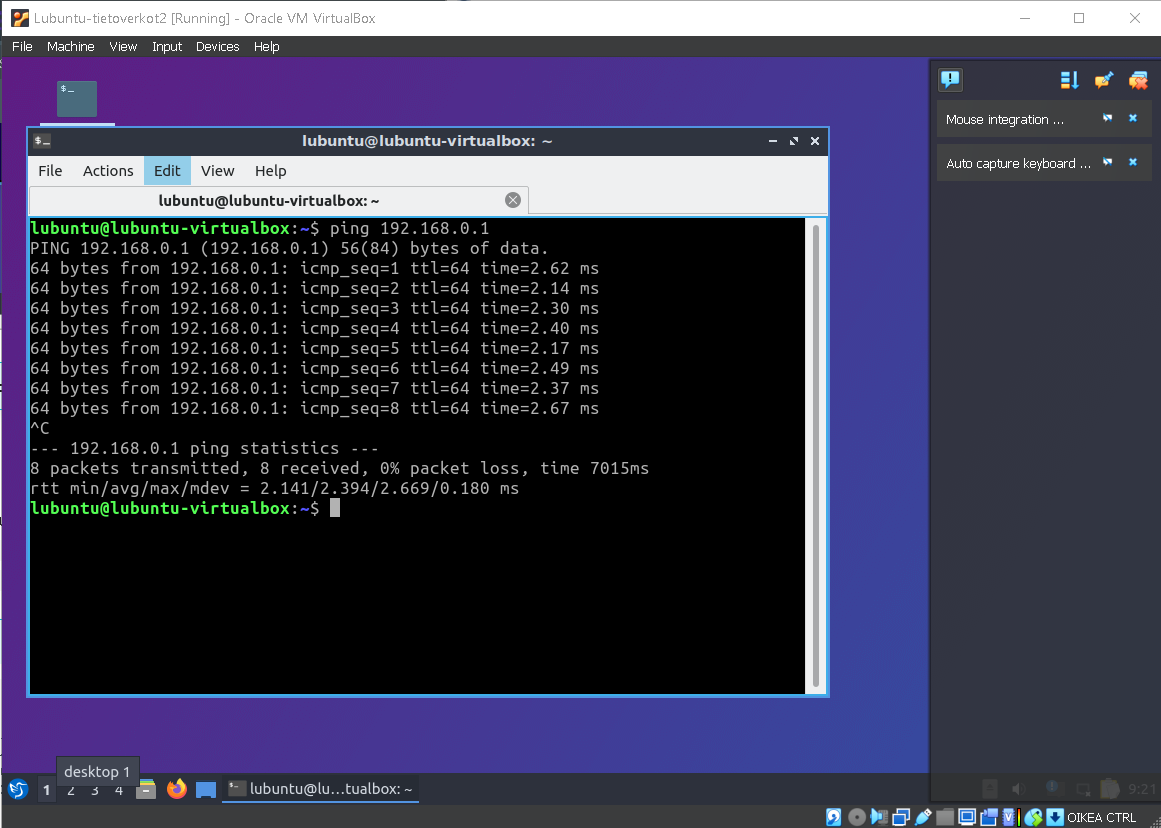 Lubuntu-tietoverkot2 [Running] - Oracle VM VirtualBox
File Machine View Input Devices Help
$_
Mouse integration ...
Auto capture keyboard ...
$_ lubuntu@lubuntu-virtualbox: ~
File Actions Edit View Help
lubuntu@lubuntu-virtualbox: ~
lubuntu@lubuntu-virtualbox:~$ ping 192.168.0.1
PING 192.168.0.1 (192.168.0.1) 56(84) bytes of data.
64 bytes from 192.168.0.1: icmp_seq=1 ttl=64 time=2.62 ms
64 bytes from 192.168.0.1: icmp_seq=2 ttl=64 time=2.14 ms
64 bytes from 192.168.0.1: icmp_seq=3 ttl=64 time=2.30 ms
64 bytes from 192.168.0.1: icmp_seq=4 ttl=64 time=2.40 ms
64 bytes from 192.168.0.1: icmp_seq=5 ttl=64 time=2.17 ms
64 bytes from 192.168.0.1: icmp_seq=6 ttl=64 time=2.49 ms
64 bytes from 192.168.0.1: icmp_seq=7 ttl=64 time=2.37 ms
64 bytes from 192.168.0.1: icmp_seq=8 ttl=64 time=2.67 ms
^C
--- 192.168.0.1 ping statistics ---
8 packets transmitted, 8 received, 0% packet loss, time 7015ms
rtt min/avg/max/mdev = 2.141/2.394/2.669/0.180 ms
lubuntu@lubuntu-virtualbox:~$
desktop 1
1 2 3 4 $_ lubuntu@lu...tualbox: ~ 9:21
OIKEA CTRL